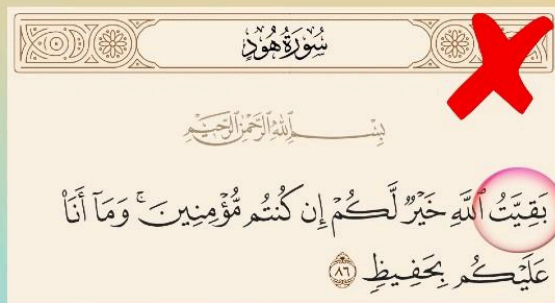 سُورَةُ هُودٍ
بِسْمِ ٱللَّهِ ٱلرَّحْمَٰنِ ٱلرَّحِيمِ
بَقِيَّتُ ٱللَّهِ خَيْرٌ لَّكُمْ إِن كُنتُم مُّؤْمِنِينَ ۚ وَمَآ أَنَا۠
عَلَيْكُم بِحَفِيظٍ ٨٦